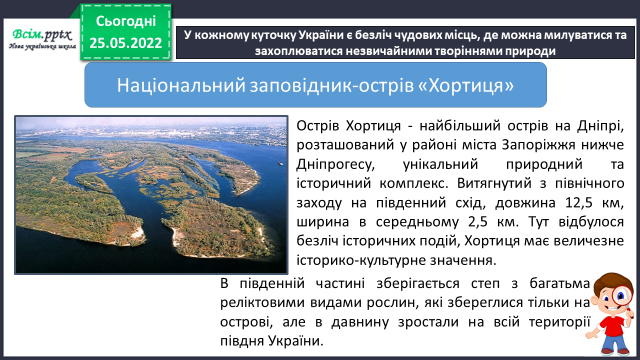 Всім.pptx
Нова українська школа
Сьогодні
25.05.2022
У кожному куточку України є безліч чудових місць, де можна милуватися та
захоплюватися незвичайними творіннями природи
Національний заповідник-острів «Хортиця»
Острів Хортиця - найбільший острів на Дніпрі,
розташований у районі міста Запоріжжя нижче
Дніпрогесу, унікальний природний та
історичний комплекс. Витягнутий з північного
заходу на південний схід, довжина 12,5 км,
ширина в середньому 2,5 км. Тут відбулося
безліч історичних подій, Хортиця має величезне
історико-культурне значення.
В південній частині зберігається степ з багатьма
реліктовими видами рослин, які збереглися тільки на
острові, але в давнину зростали на всій території
півдня України.